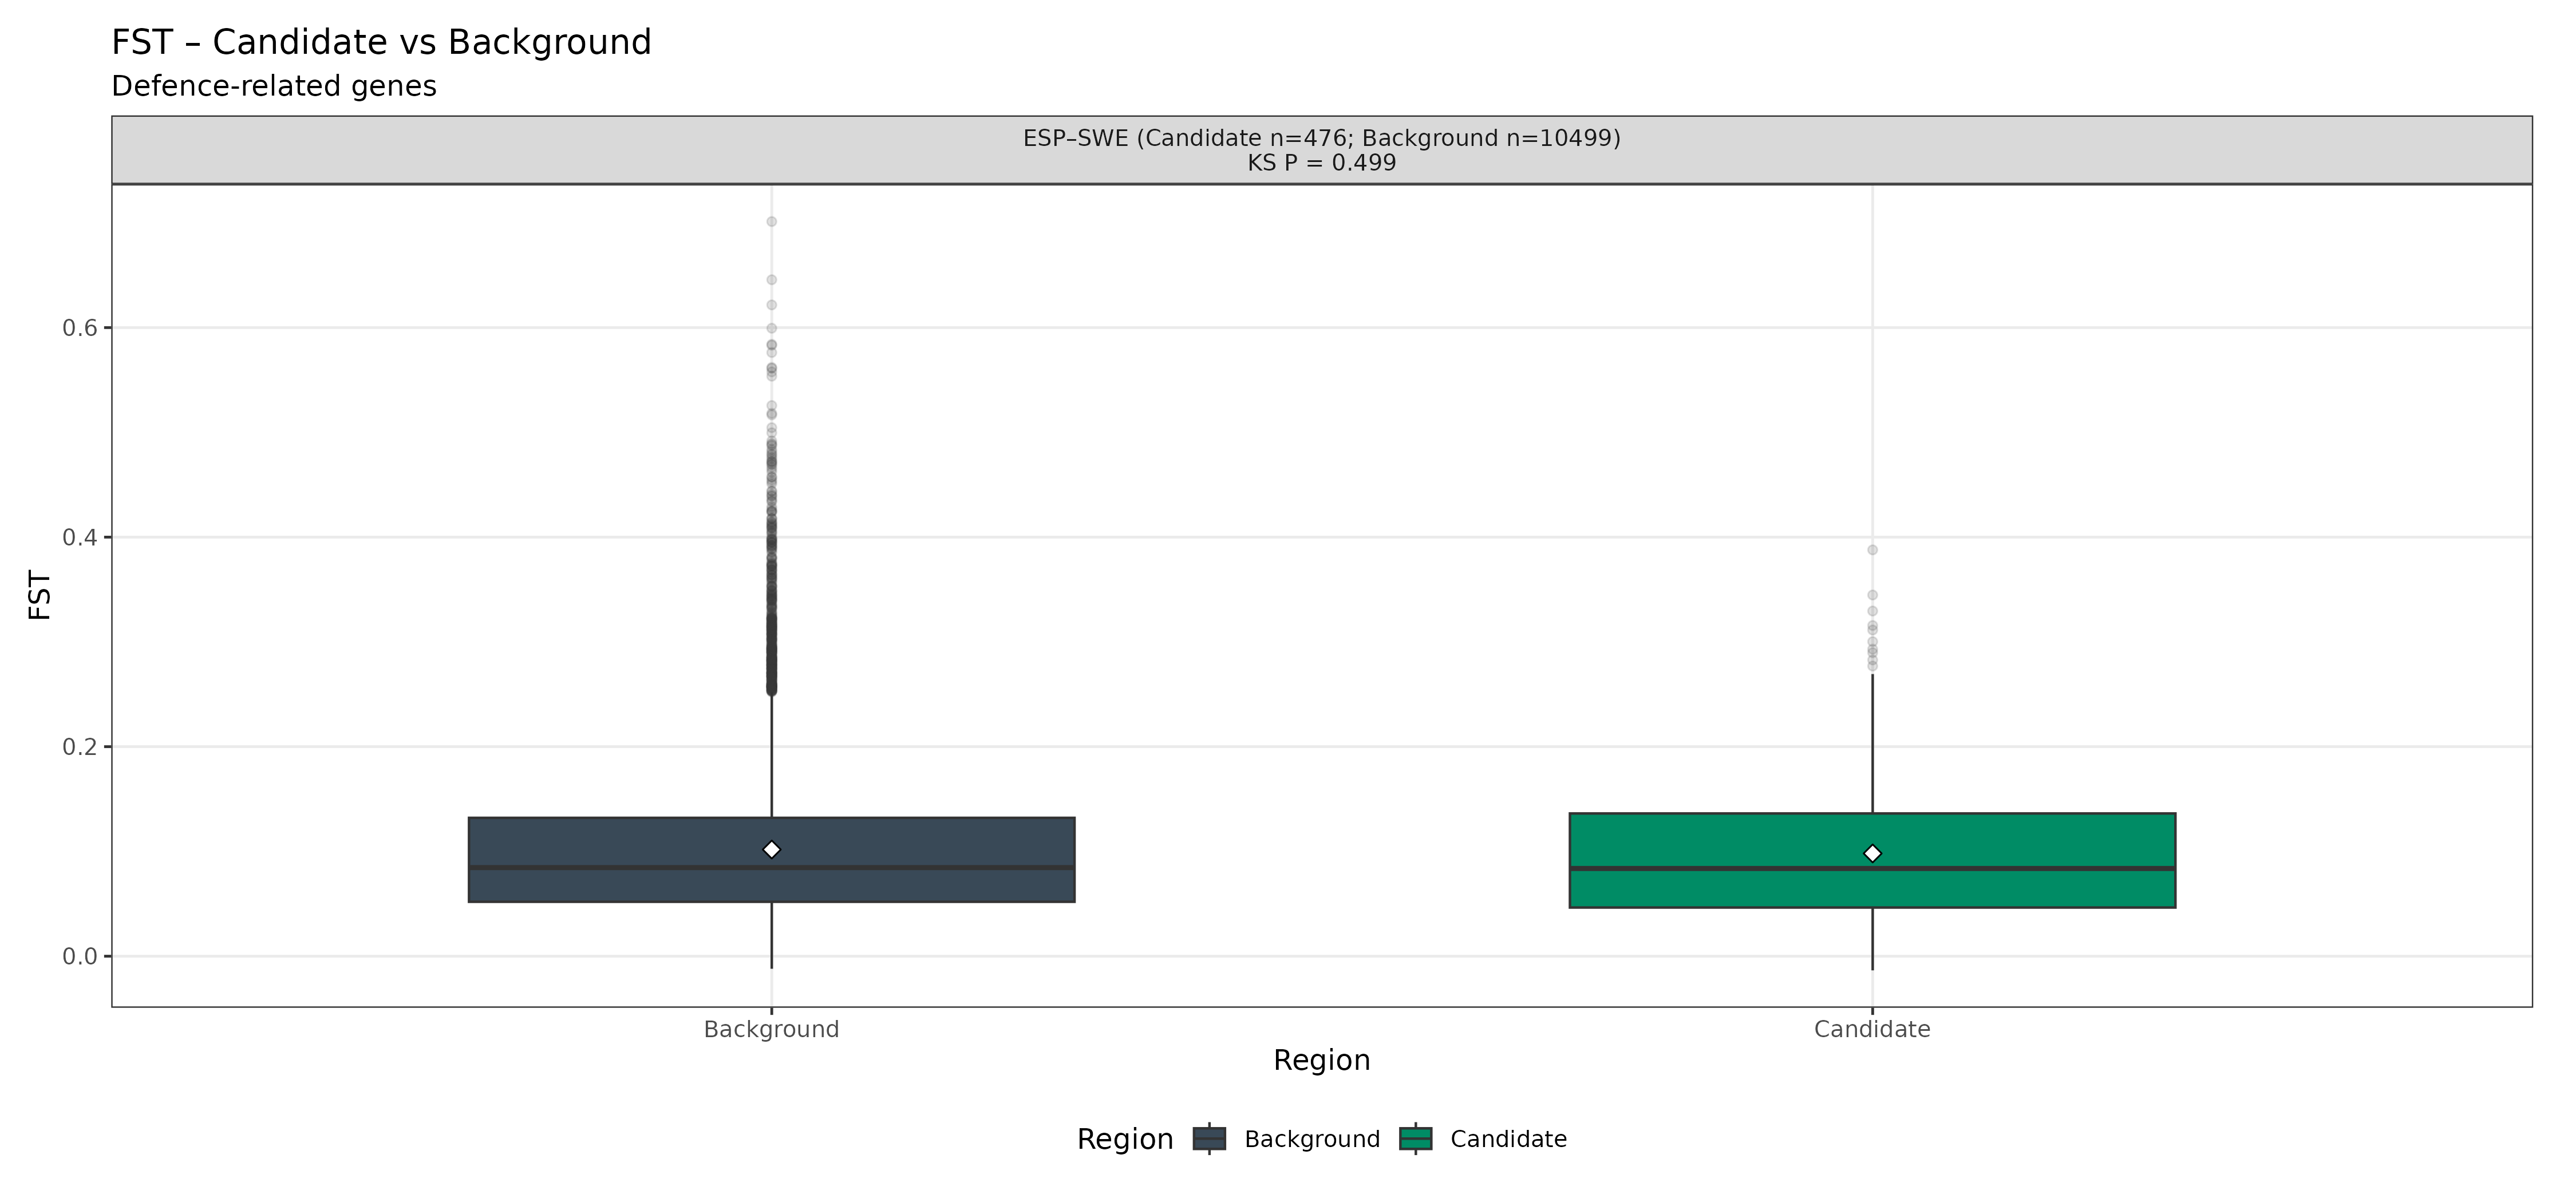 FST – Candidate vs Background
Defence-related genes
ESP–SWE (Candidate n=476; Background n=10499)
KS P = 0.499
FST
0.6
0.4
0.2
0.0
Background
Candidate
Region
Region
Background
Candidate